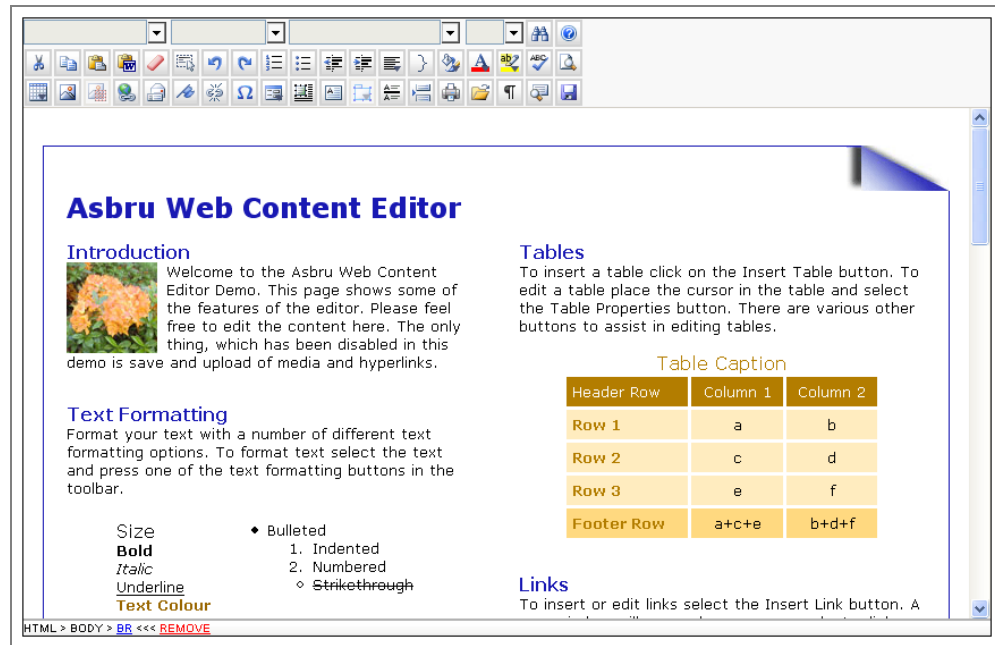 Asbru Web Content Editor
Introduction
Welcome to the Asbru Web Content
Editor Demo. This page shows some of
the features of the editor. Please feel
free to edit the content here. The only
thing, which has been disabled in this
demo is save and upload of media and hyperlinks.
Text Formatting
Format your text with a number of different text
formatting options. To format text select the text
and press one of the text formatting buttons in the
toolbar.
Size
Bold
Italic
Underline
Text Colour
Bulleted
1. Indented
2. Numbered
Strikethrough
Tables
To insert a table click on the Insert Table button. To
edit a table place the cursor in the table and select
the Table Properties button. There are various other
buttons to assist in editing tables.
Table Caption
Header Row Column 1 Column 2
Row 1 a b
Row 2 c d
Row 3 e f
Footer Row a+c+e b+d+f
Links
To insert or edit links select the Insert Link button. A
HTML > BODY > BR <<< REMOVE